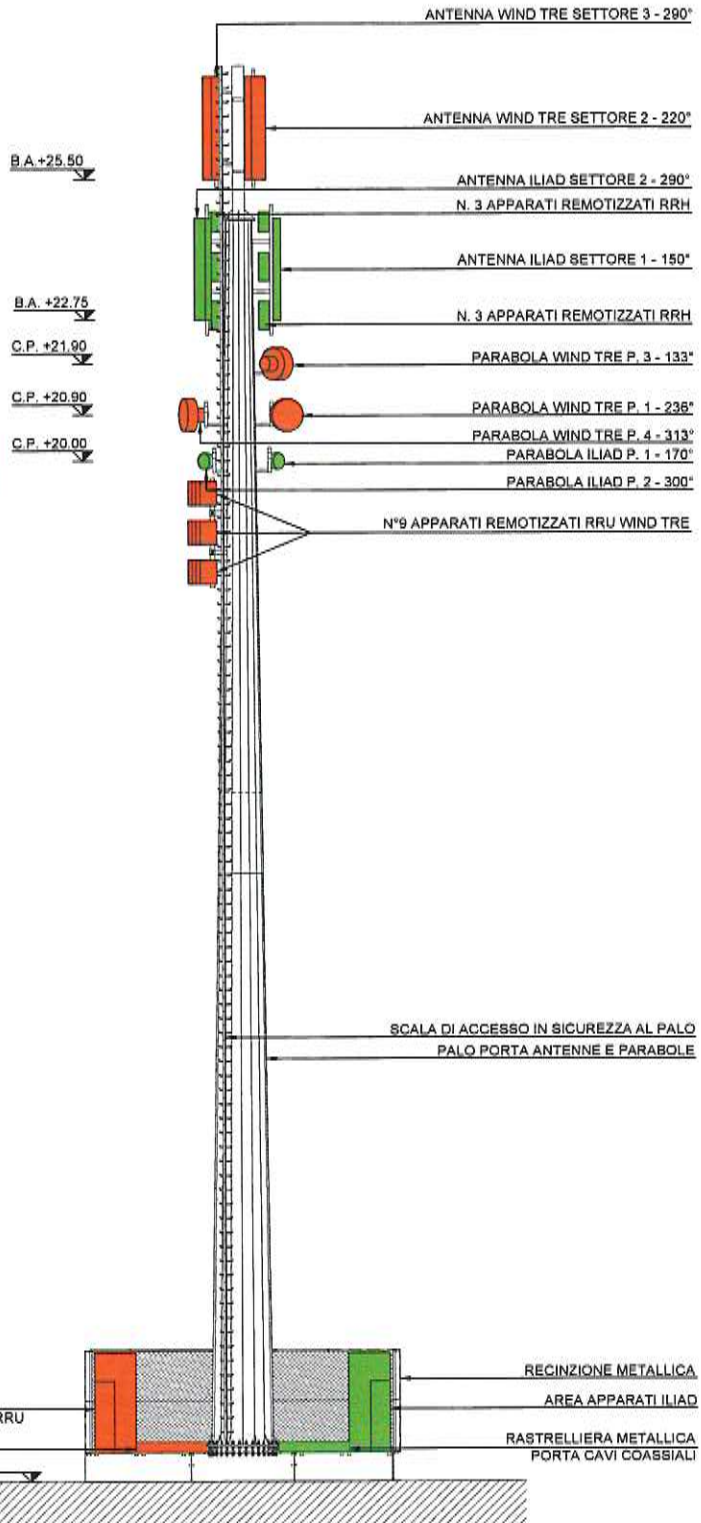 ANTENNA WIND TRE SETTORE 3 - 290°
ANTENNA WIND TRE SETTORE 2 - 220°
B.A.+25.50
ANTENNA ILIAD SETTORE 2 - 290°
N. 3 APPARATI REMOTIZZATI RRH
ANTENNA ILIAD SETTORE 1 - 150°
B.A. +22.75
N. 3 APPARATI REMOTIZZATI RRH
C.P. +21.90
PARABOLA WIND TRE P. 3 - 133°
C.P. +20.90
PARABOLA WIND TRE P. 1 - 236°
PARABOLA WIND TRE P. 4 - 313°
C.P. +20.00
PARABOLA ILIAD P. 1 - 170°
PARABOLA ILIAD P. 2 - 300°
N°9 APPARATI REMOTIZZATI RRU WIND TRE
SCALA DI ACCESSO IN SICUREZZA AL PALO
PALO PORTA ANTENNE E PARABOLE
RECINZIONE METALLICA
AREA APPARATI ILIAD
RRU
RASTRELLIERA METALLICA
PORTA CAVI COASSIALI